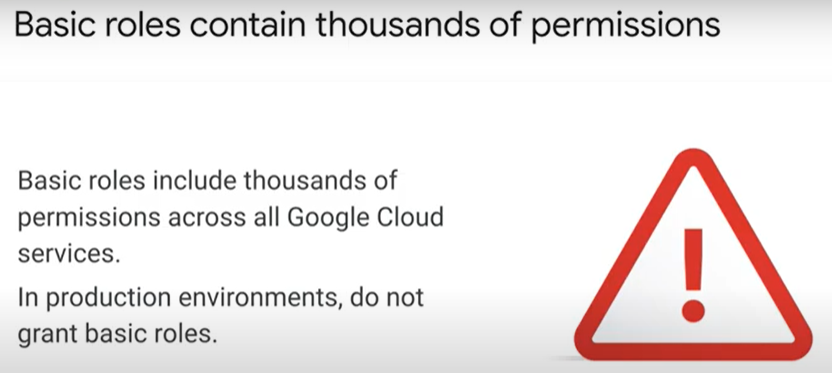 Basic roles contain thousands of permissions
Basic roles include thousands of
permissions across all Google Cloud
services.
In production environments, do not
grant basic roles.